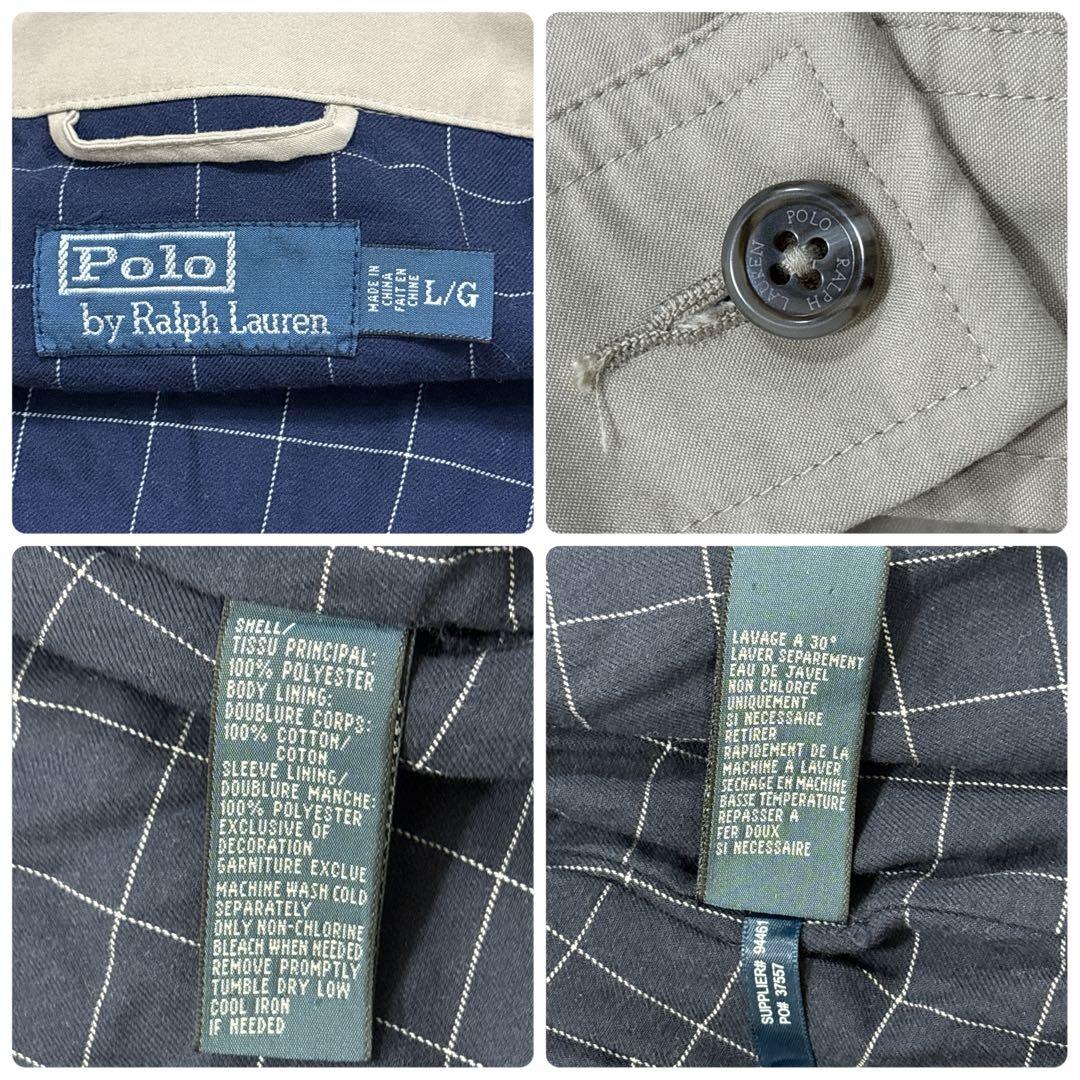 Polo
by Ralph Lauren
MADE IN
CHINA
FAIT EN
CHINE
L/G
POLO RALPH LAUREN
SHELL/
TISSU PRINCIPAL:
100% POLYESTER
BODY LINING:
DOUBLURE CORPS:
100% COTTON/
COTON
SLEEVE LINING/
DOUBLURE MANCHE:
100% POLYESTER
EXCLUSIVE OF
DECORATION
GARNITURE EXCLUE
MACHINE WASH COLD
SEPARATELY
ONLY NON-CHLORINE
BLEACH WHEN NEEDED
REMOVE PROMPTLY
TUMBLE DRY LOW
COOL IRON
IF NEEDED
LAVAGE A 30°
LAVER SEPAREMENT
EAU DE JAVEL
NON CHLOREE
UNIQUEMENT
SI NECESSAIRE
RETIRER
RAPIDEMENT DE LA
MACHINE A LAVER
SECHAGE EN MACHINE
BASSE TEMPERATURE
REPASSER A
FER DOUX
SI NECESSAIRE
SUPPLIER# 94461
PO# 37557